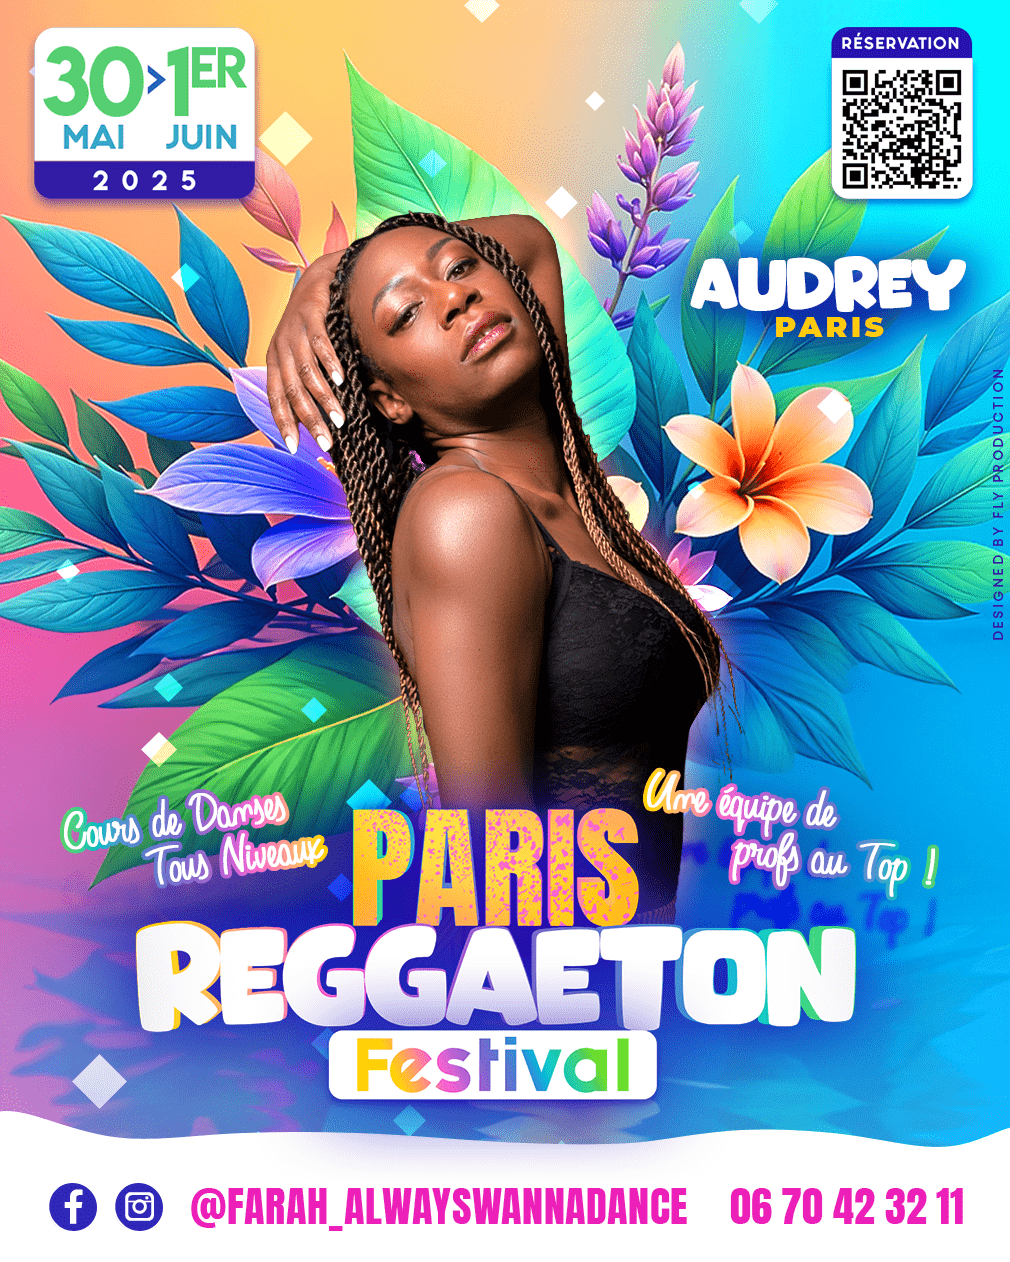 30>1ER
MAI JUIN
2025
RÉSERVATION
AUDREY
PARIS
DESIGNED BY FLY PRODUCTION
Cours de Danses
Tous Niveaux
Une équipe de
profs au Top !
PARIS
REGGAETON
Festival
@FARAH_ALWAYSWANNADANCE 06 70 42 32 11